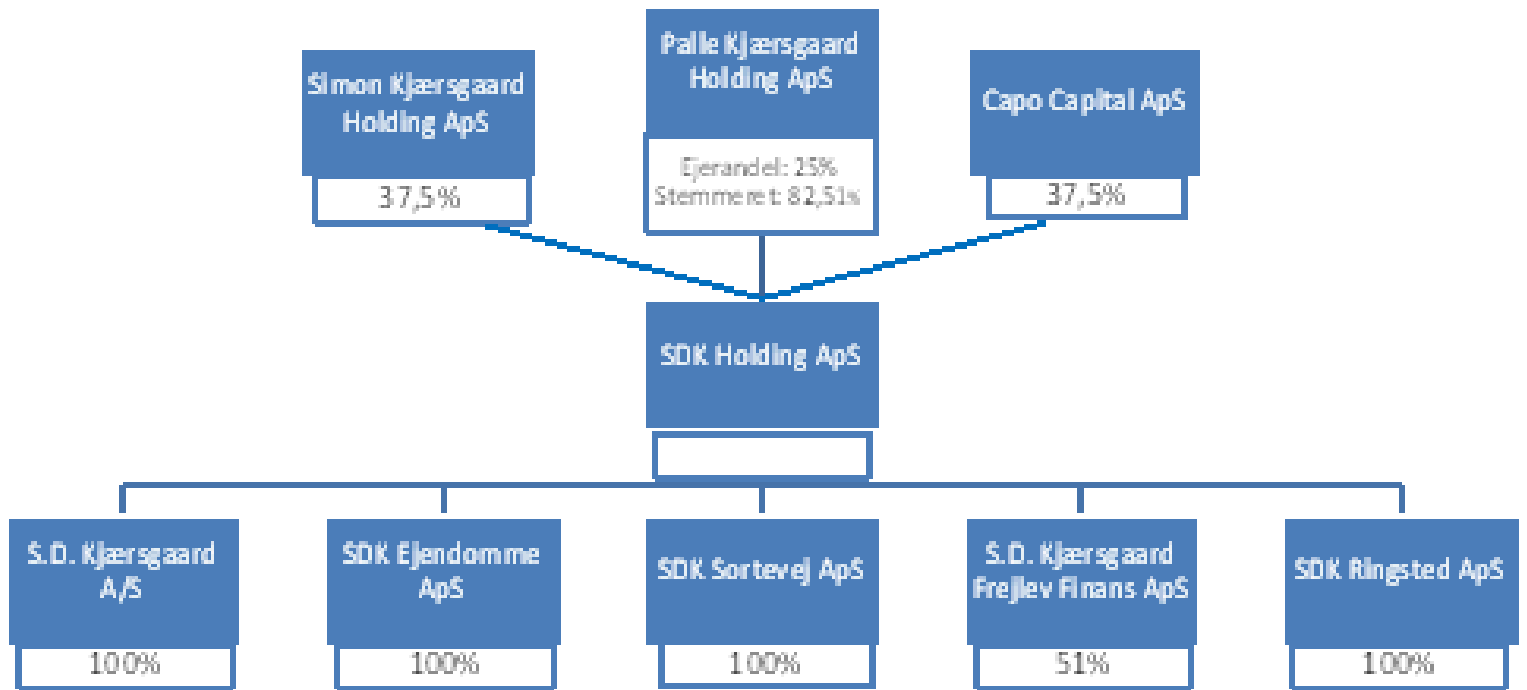 Simon Kjærsgaard
Holding ApS
37,5%
Palle Kjærsgaard
Holding ApS
Ejerandel: 25%
Stemmeret: 82,51%
Capo Capital ApS
37,5%
SDK Holding ApS
S.D. Kjærsgaard
A/S
100%
SDK Ejendomme
ApS
100%
SDK Sortevej ApS
100%
S.D. Kjærsgaard
Frejlev Finans ApS
51%
SDK Ringsted ApS
100%